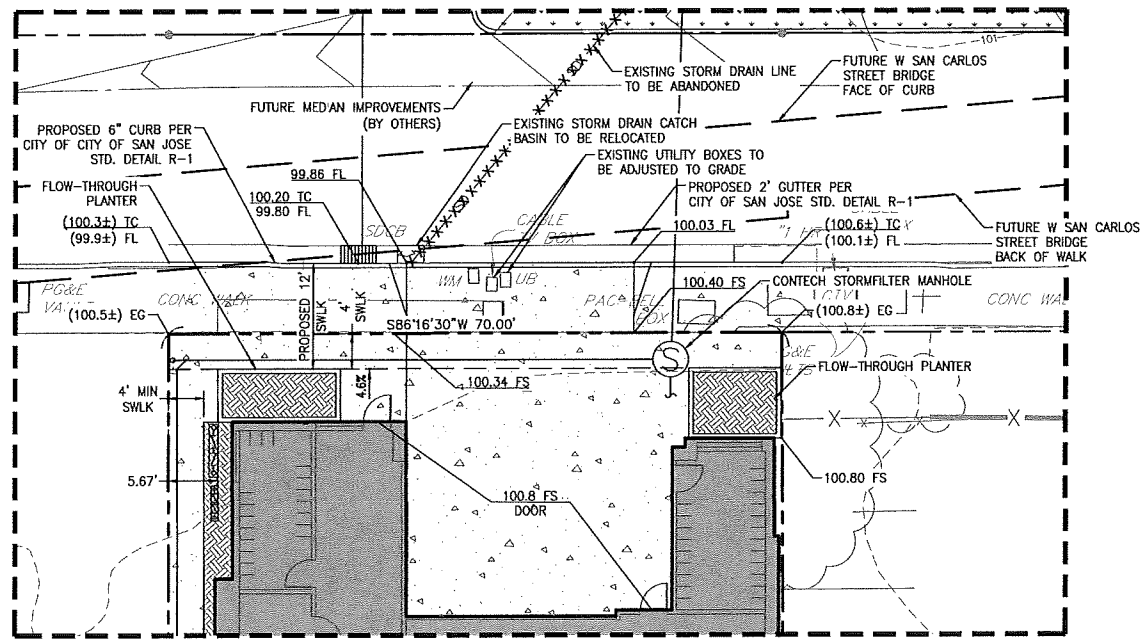 101
EXISTING STORM DRAIN LINE
TO BE ABANDONED
FUTURE W SAN CARLOS
STREET BRIDGE
FACE OF CURB
FUTURE MEDIAN IMPROVEMENTS
(BY OTHERS)
EXISTING STORM DRAIN CATCH
BASIN TO BE RELOCATED
PROPOSED 6" CURB PER
CITY OF CITY OF SAN JOSE
STD. DETAIL R-1
EXISTING UTILITY BOXES TO
BE ADJUSTED TO GRADE
99.86 FL
FLOW-THROUGH
PLANTER
100.20 TC
99.80 FL
PROPOSED 2' GUTTER PER
CITY OF SAN JOSE STD. DETAIL R-1
(100.3±) TC
(99.9±) FL
SDCB
CABLE
BOX
100.03 FL
(100.6±) TC
(100.1±) FL
FUTURE W SAN CARLOS
STREET BRIDGE
BACK OF WALK
WM
UB
CONTECH STORMFILTER MANHOLE
PG&E
CONC WALK
PAC BELL
BOX
100.40 FS
CTV
CONC WAL
(100.5±) EG
PROPOSED 12'
SWLK
4'
SWLK
S86°16'30"W 70.00'
(100.8±) EG
S
PG&E
FLOW-THROUGH PLANTER
4' MIN
SWLK
4.6%
100.34 FS
5.67'
100.8 FS
DOOR
100.80 FS